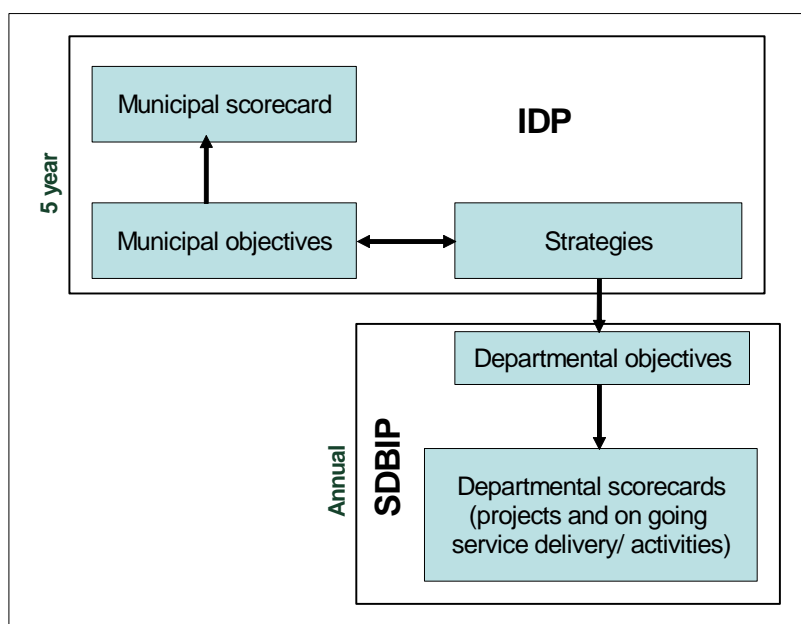 Municipal scorecard
IDP
5 year
Municipal objectives
Strategies
Departmental objectives
Annual
SDBIP
Departmental scorecards
(projects and on going
service delivery/ activities)